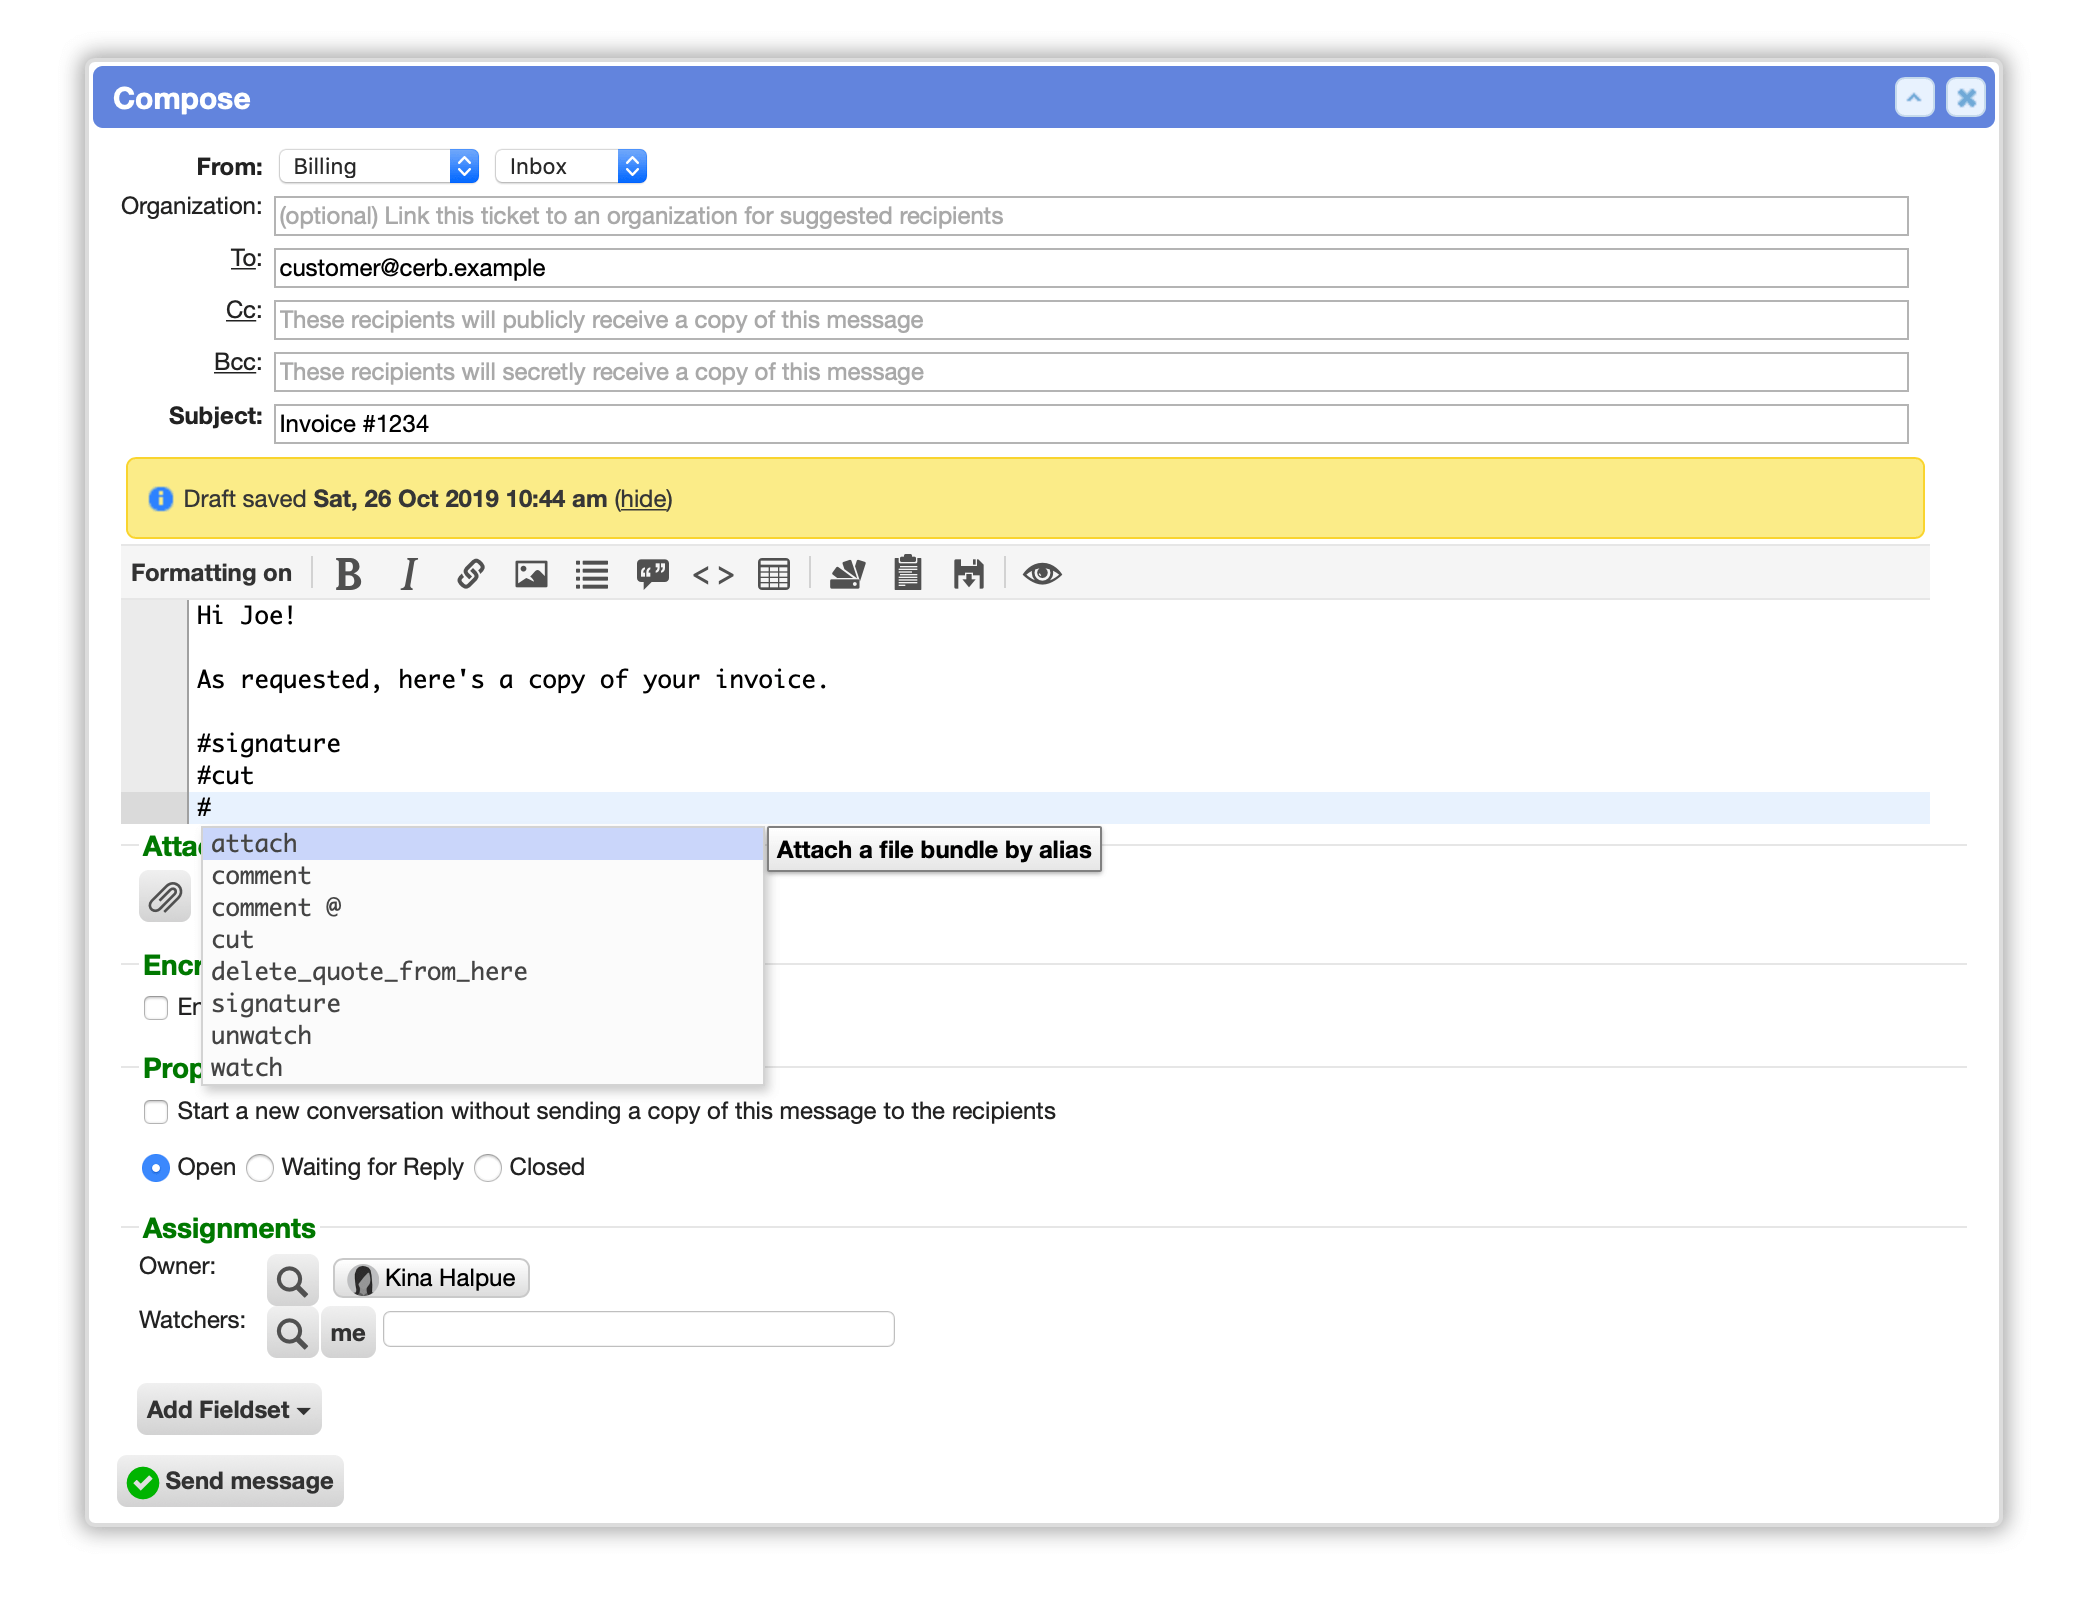 Compose
From: Billing Inbox
Organization: (optional) Link this ticket to an organization for suggested recipients
To: customer@cerb.example
Cc: These recipients will publicly receive a copy of this message
Bcc: These recipients will secretly receive a copy of this message
Subject: Invoice #1234
Draft saved Sat, 26 Oct 2019 10:44 am (hide)
Formatting on
Hi Joe!
As requested, here's a copy of your invoice.
#signature
#cut
#
attach
Attach a file bundle by alias
comment
comment @
cut
delete_quote_from_here
signature
unwatch
watch
Start a new conversation without sending a copy of this message to the recipients
Open Waiting for Reply Closed
Assignments
Owner: Kina Halpue
Watchers: me
Add Fieldset
Send message